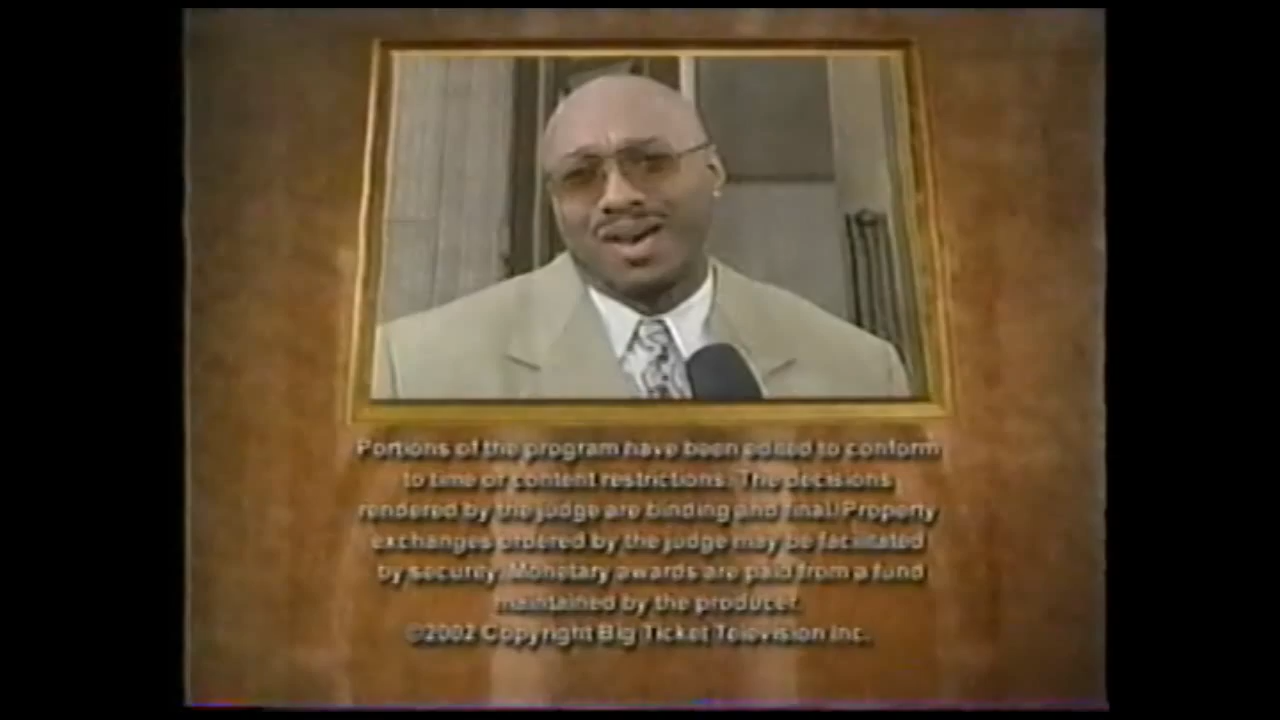 Portions of the program have been edited to conform
to time or content restrictions. The decisions
rendered by the judge are binding and final. Property
exchanges ordered by the judge may be facilitated
by security. Monetary awards are paid from a fund
maintained by the producer.
©2002 Copyright Big Ticket Television Inc.